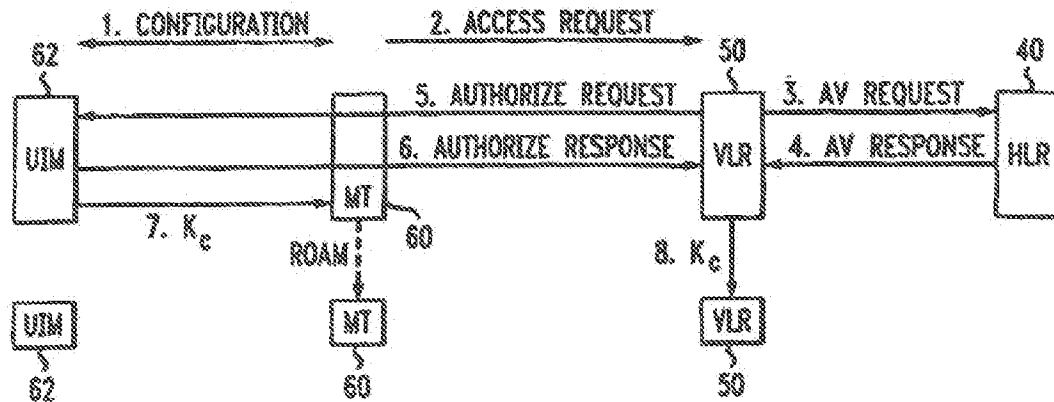 1. CONFIGURATION
2. ACCESS REQUEST
62
50
40
5. AUTHORIZE REQUEST
3. AV REQUEST
UIM
6. AUTHORIZE RESPONSE
VLR
4. AV RESPONSE
HLR
MT
7. Kc
60
ROAM
8. Kc
UIM
MT
VLR
62
60
50